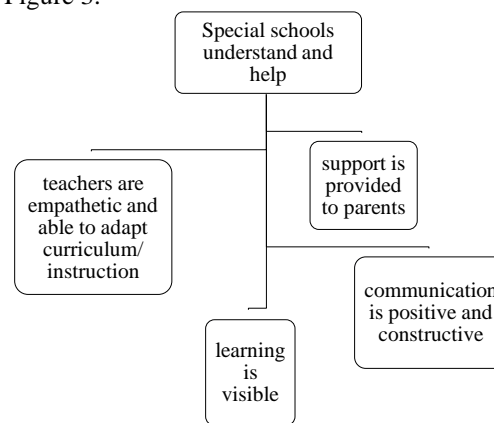 Figure 3.
Special schools
understand and
help
teachers are
empathetic and
able to adapt
curriculum/
instruction
support is
provided
to parents
communication
is positive and
constructive
learning
is
visible